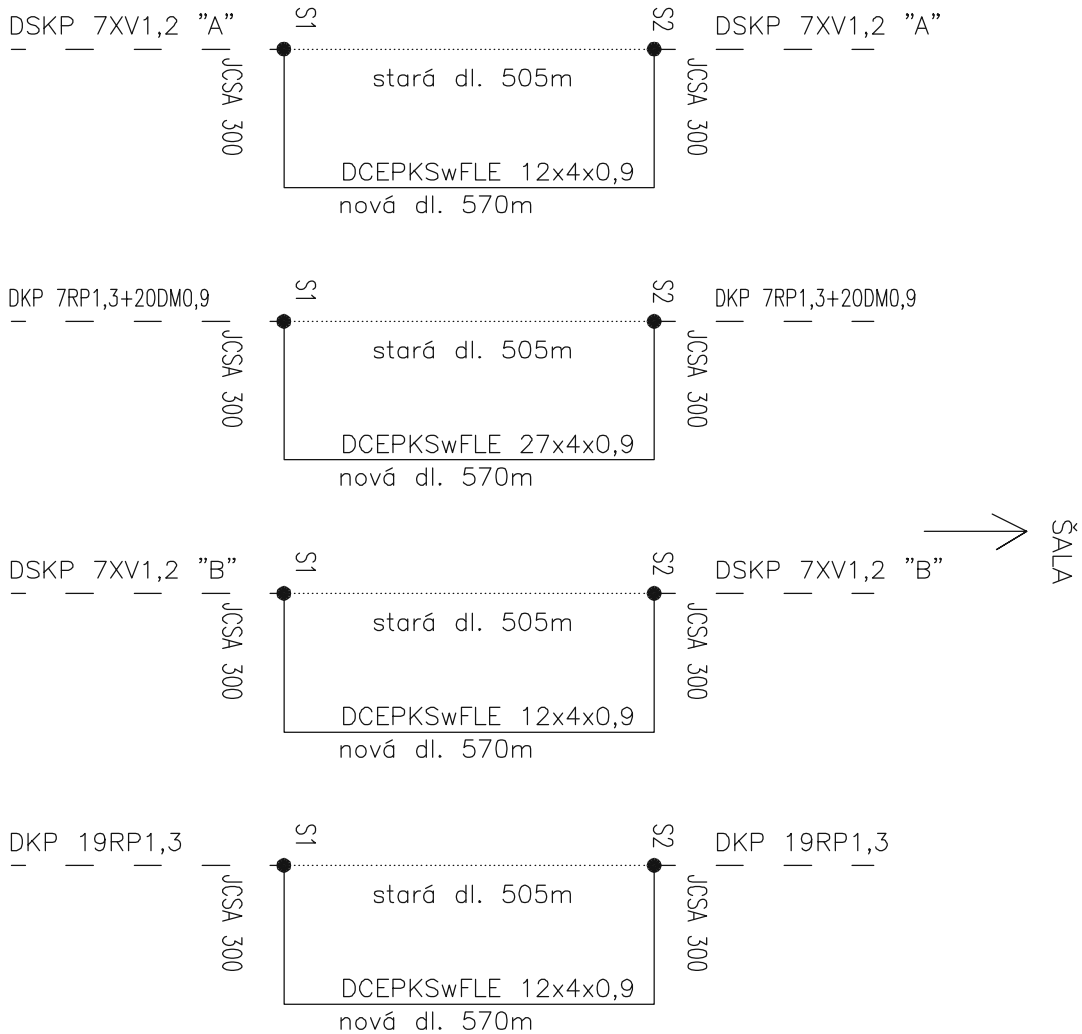 DSKP 7XV1,2 "A"
S1
S2
DSKP 7XV1,2 "A"
JCSA 300
stará dl. 505m
JCSA 300
DCEPKSwFLE 12x4x0,9
nová dl. 570m
DKP 7RP1,3+20DM0,9
S1
S2
DKP 7RP1,3+20DM0,9
JCSA 300
stará dl. 505m
JCSA 300
DCEPKSwFLE 27x4x0,9
nová dl. 570m
ŠALA
DSKP 7XV1,2 "B"
S1
S2
DSKP 7XV1,2 "B"
JCSA 300
stará dl. 505m
JCSA 300
DCEPKSwFLE 12x4x0,9
nová dl. 570m
DKP 19RP1,3
S1
S2
DKP 19RP1,3
JCSA 300
stará dl. 505m
JCSA 300
DCEPKSwFLE 12x4x0,9
nová dl. 570m